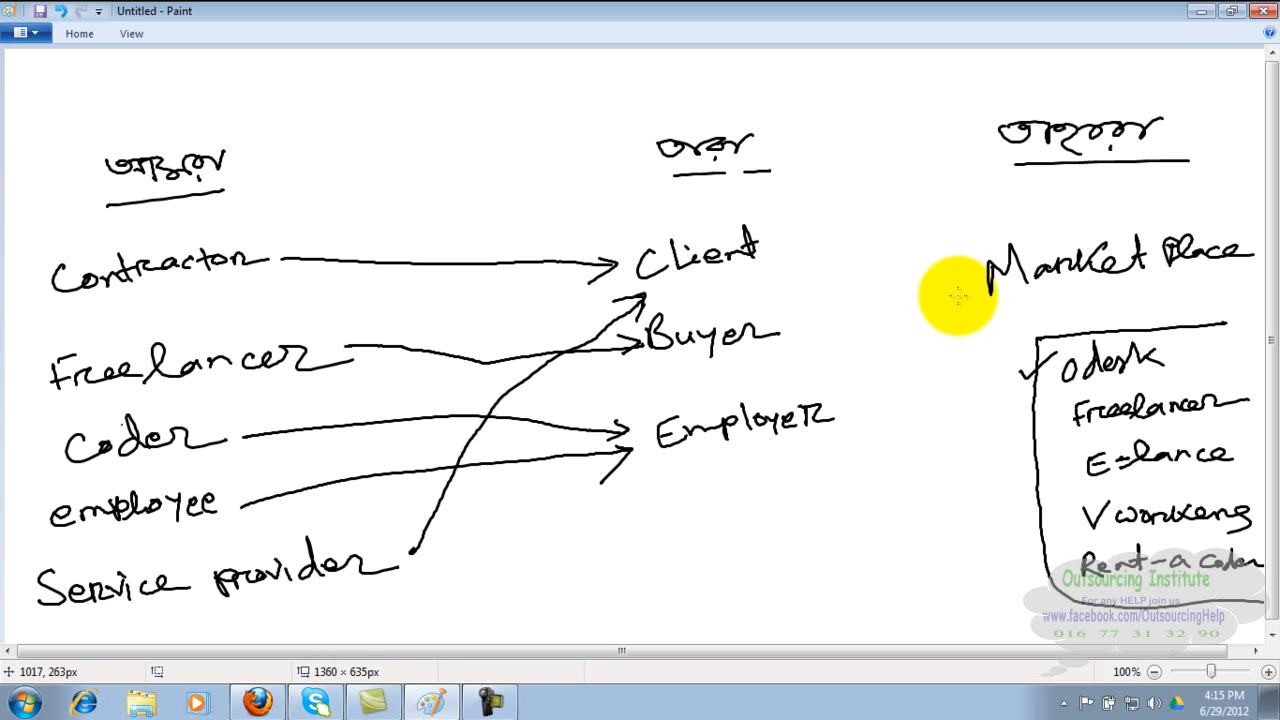 Untitled - Paint
Home View
Contractor
Freelancer
Coder
employee
Service provider
Client
Buyer
Employer
Market Place
Odesk
Freelancer
E-lance
Vworkeng
Rent-a coder
Outsourcing Institute
For any HELP join us
www.facebook.com/OutsourcingHelp
016 77 31 32 90
1017, 263px
1360 × 635px
100%
4:15 PM
6/29/2012